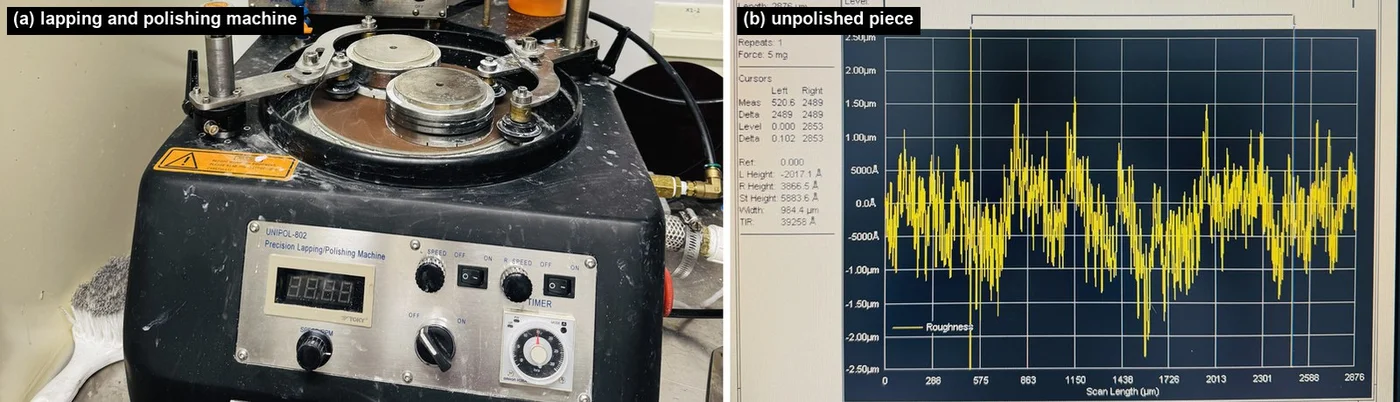 (a) lapping and polishing machine
UNIPOL-802
Precision Lapping/Polishing Machine
SPEED
OFF
ON
R. SPEED
OFF
ON
OFF
ON
TIMER
(b) unpolished piece
Level
Repeats: 1
Force: 5 mg
Cursors
Left Right
Meas 520.6 2489
Delta 2489 2489
Level 0.000 2853
Delta 0.102 2853
Ref: 0.000
L Height: -2017.1 Å
R Height: 3866.5 Å
St Height: 5883.6 Å
Width: 984.4 µm
TIR: 39256 Å
2.50µm
2.00µm
1.50µm
1.00µm
5000Å
0.0Å
-5000Å
-1.00µm
-1.50µm
-2.00µm
-2.50µm
Roughness
0 288 575 863 1150 1438 1726 2013 2301 2588 2876
Scan Length (µm)